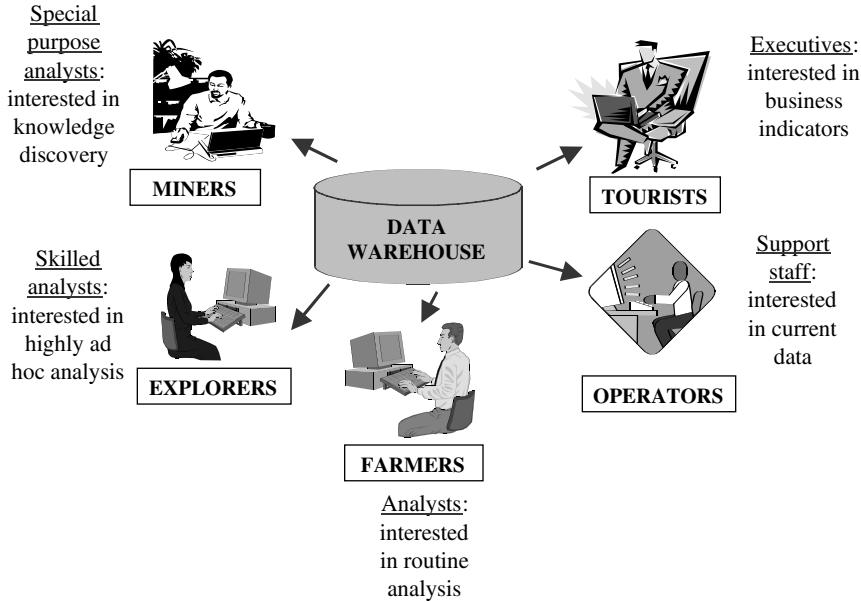 Special
purpose
analysts:
interested in
knowledge
discovery
MINERS
Executives:
interested in
business
indicators
TOURISTS
DATA
WAREHOUSE
Skilled
analysts:
interested in
highly ad
hoc analysis
EXPLORERS
Support
staff:
interested
in current
data
OPERATORS
FARMERS
Analysts:
interested
in routine
analysis